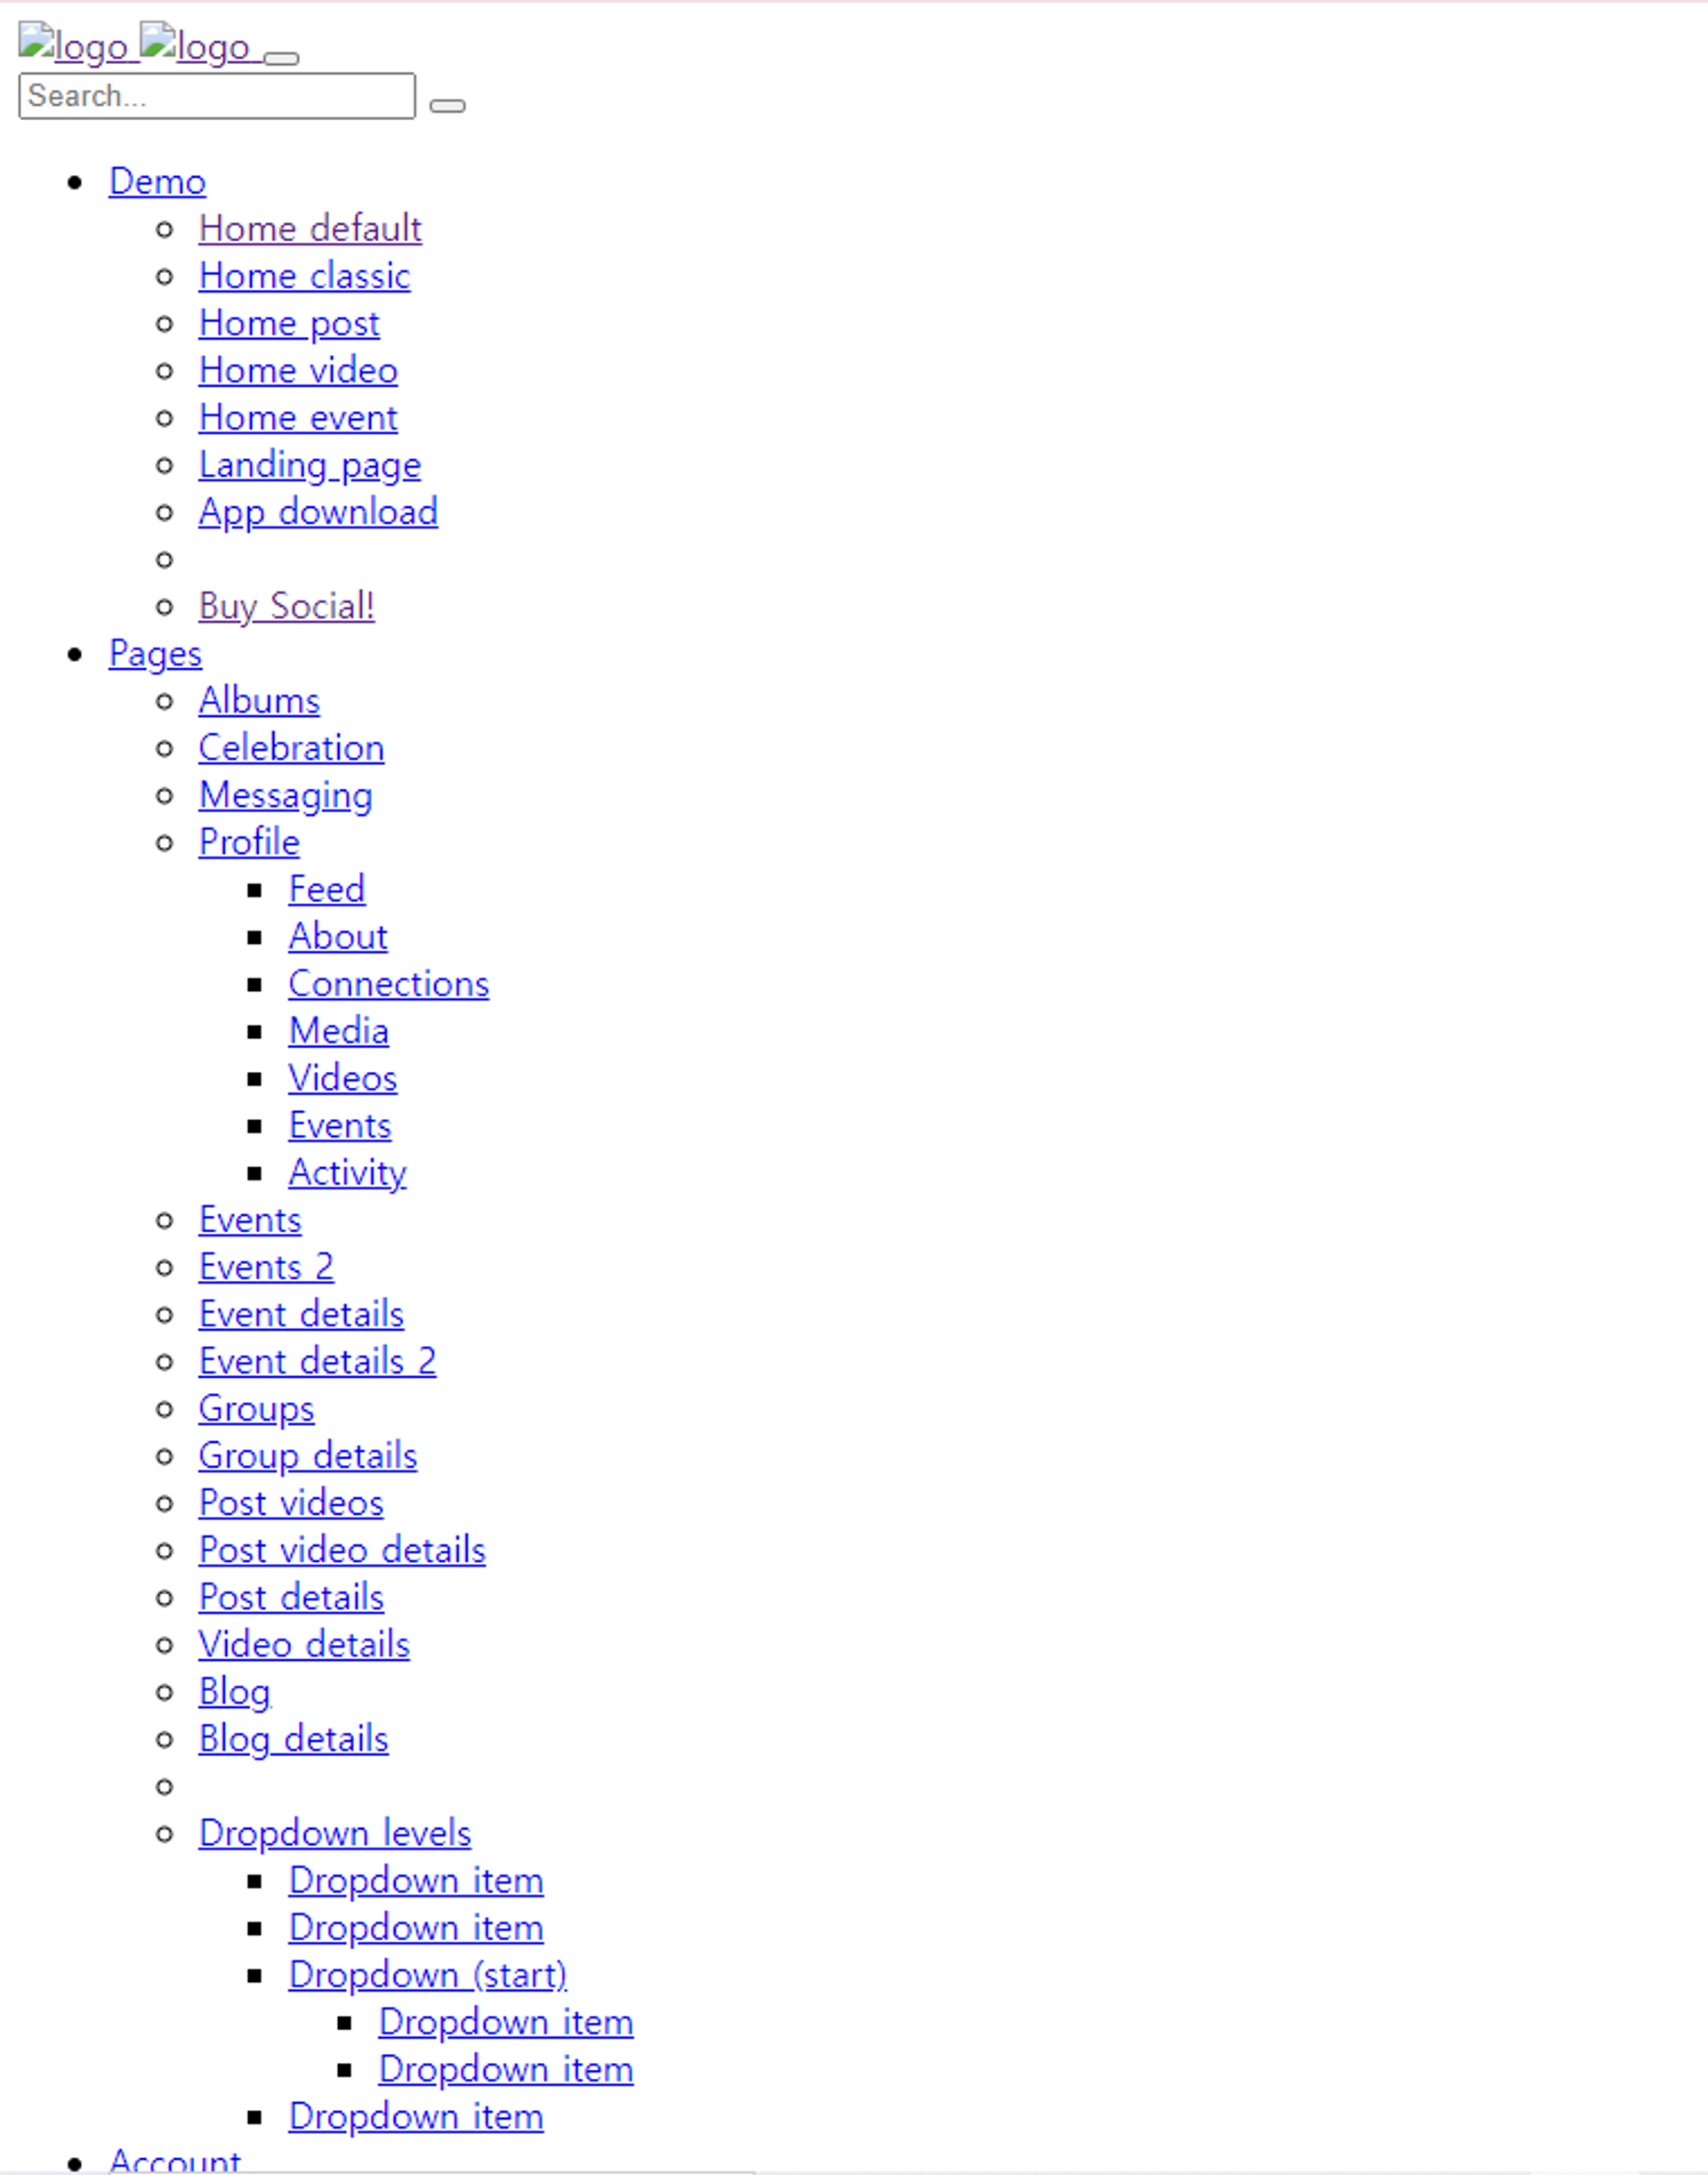 logo logo
Search...
Demo
Home default
Home classic
Home post
Home video
Home event
Landing page
App download
Buy Social!
Pages
Albums
Celebration
Messaging
Profile
Feed
About
Connections
Media
Videos
Events
Activity
Events
Events 2
Event details
Event details 2
Groups
Group details
Post videos
Post video details
Post details
Video details
Blog
Blog details
Dropdown levels
Dropdown item
Dropdown item
Dropdown (start)
Dropdown item
Dropdown item
Dropdown item
Account